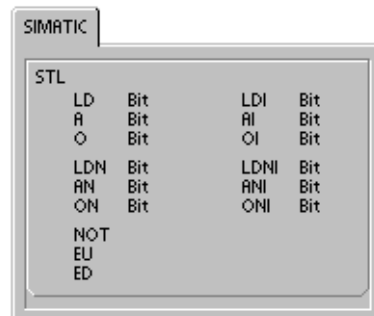 SIMATIC
STL
LD Bit LDI Bit
A Bit AI Bit
O Bit OI Bit
LDN Bit LDNI Bit
AN Bit ANI Bit
ON Bit ONI Bit
NOT
EU
ED